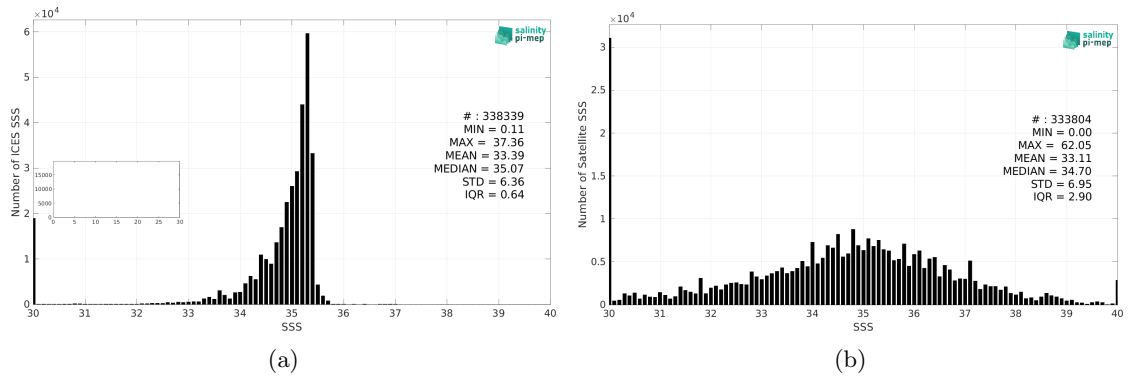 ×10⁴
6
5
4
3
2
1
0
Number of ICES SSS
15000
10000
5000
0
0 5 10 15 20 25 30
30 31 32 33 34 35 36 37 38 39 40
SSS
salinity
pi-mep
# : 338339
MIN = 0.11
MAX = 37.36
MEAN = 33.39
MEDIAN = 35.07
STD = 6.36
IQR = 0.64
(a)
×10⁴
3
2.5
2
1.5
1
0.5
0
Number of Satellite SSS
30 31 32 33 34 35 36 37 38 39 40
SSS
salinity
pi-mep
# : 333804
MIN = 0.00
MAX = 62.05
MEAN = 33.11
MEDIAN = 34.70
STD = 6.95
IQR = 2.90
(b)